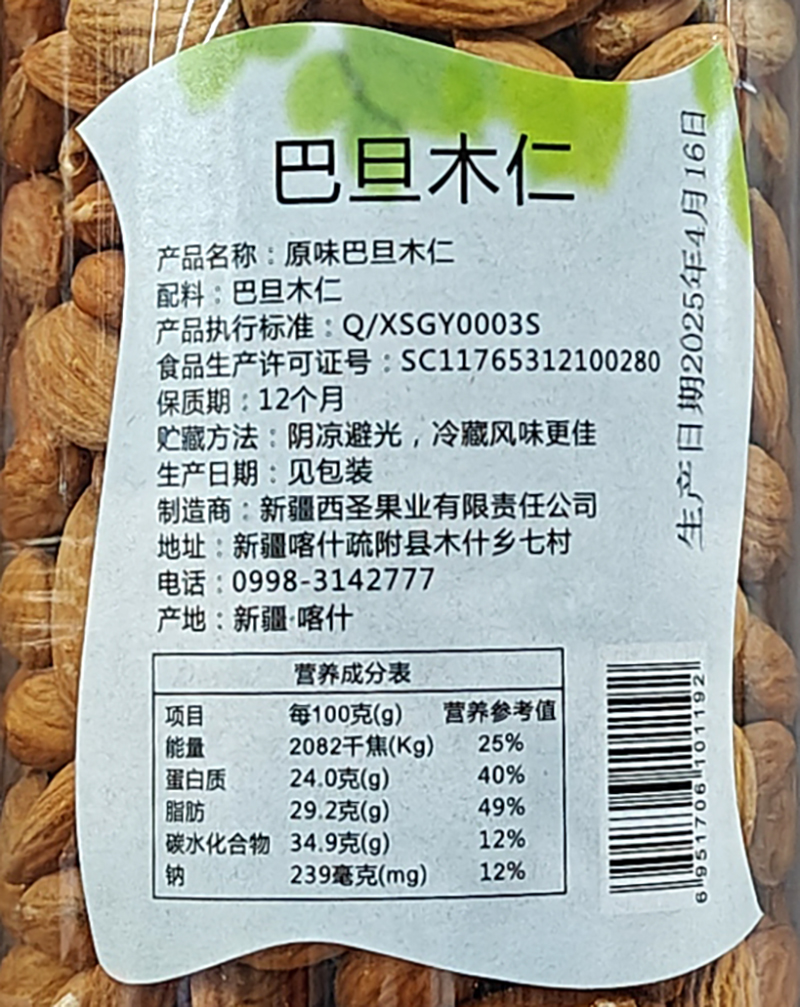 巴旦木仁
产品名称：原味巴旦木仁
配料：巴旦木仁
产品执行标准：Q/XSGY0003S
食品生产许可证号：SC11765312100280
保质期：12个月
贮藏方法：阴凉避光，冷藏风味更佳
生产日期：见包装
制造商：新疆西圣果业有限责任公司
地址：新疆喀什疏附县木什乡七村
电话：0998-3142777
产地：新疆·喀什
生产日期2025年4月16日
营养成分表
项目 每100克(g) 营养参考值
能量 2082千焦(Kg) 25%
蛋白质 24.0克(g) 40%
脂肪 29.2克(g) 49%
碳水化合物 34.9克(g) 12%
钠 239毫克(mg) 12%
6 951706 101192